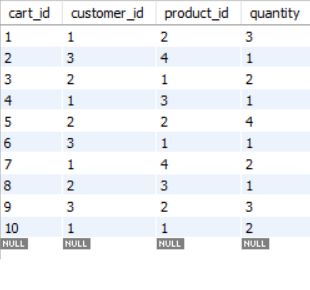 cart_id customer_id product_id quantity
1 1 2 3
2 3 4 1
3 2 1 2
4 1 3 1
5 2 2 4
6 3 1 1
7 1 4 2
8 2 3 1
9 3 2 3
10 1 1 2
NULL NULL NULL NULL